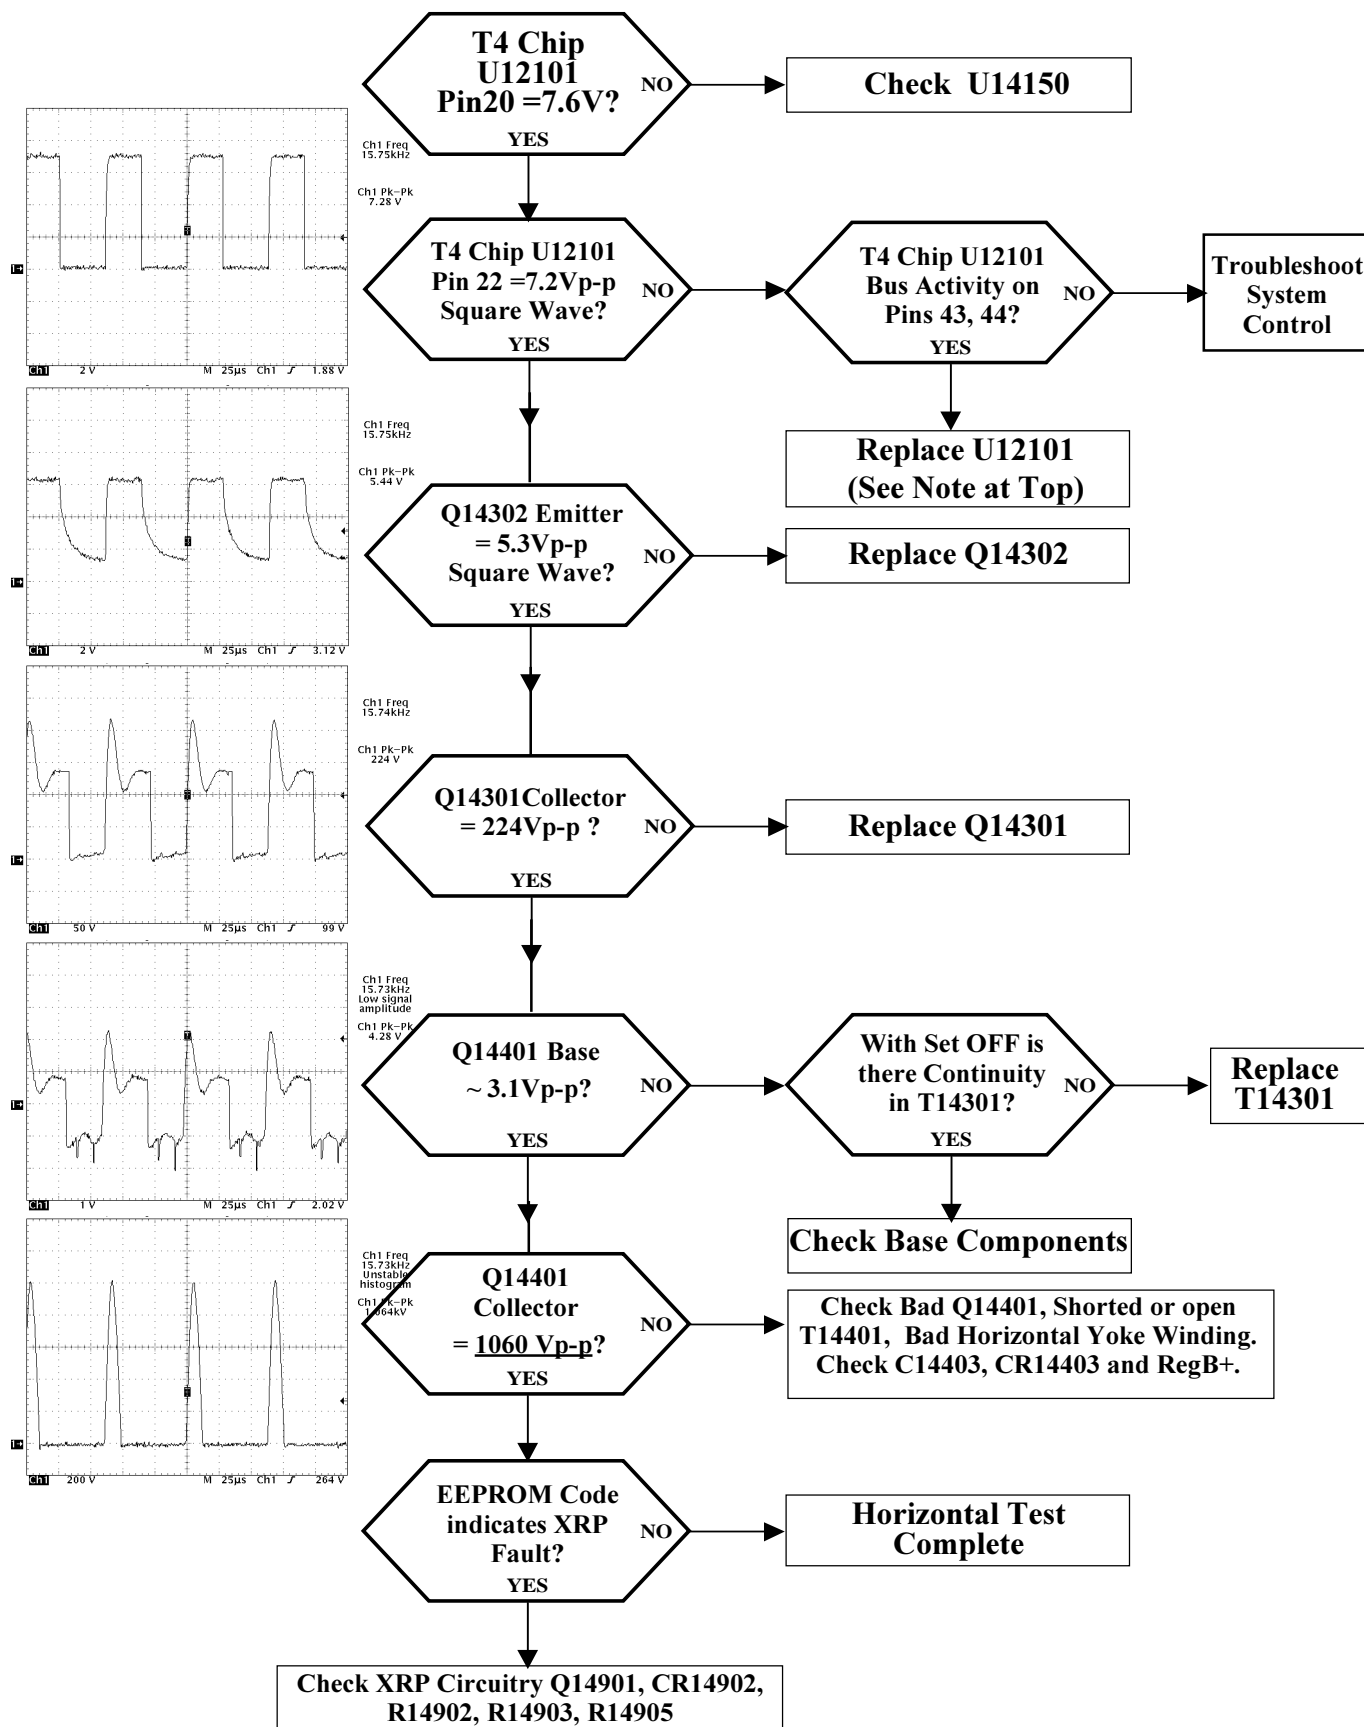 T4 Chip
U12101
Pin20 =7.6V?
NO
YES
Check  U14150
Ch1 Freq
15.75kHz
Ch1 Pk-Pk
7.28 V
Ch1 2 V M 25µs Ch1 1.88 V
T4 Chip U12101
Pin 22 =7.2Vp-p
Square Wave?
NO
YES
T4 Chip U12101
Bus Activity on
Pins 43, 44?
NO
YES
Troubleshoot
System
Control
Replace U12101
(See Note at Top)
Ch1 Freq
15.75kHz
Ch1 Pk-Pk
5.44 V
Ch1 2 V M 25µs Ch1 3.12 V
Q14302 Emitter
= 5.3Vp-p
Square Wave?
NO
YES
Replace Q14302
Ch1 Freq
15.74kHz
Ch1 Pk-Pk
224 V
Ch1 50 V M 25µs Ch1 99 V
Q14301Collector
= 224Vp-p ?
NO
YES
Replace Q14301
Ch1 Freq
15.73kHz
Low signal
amplitude
Ch1 Pk-Pk
4.28 V
Ch1 1 V M 25µs Ch1 2.02 V
Q14401 Base
~ 3.1Vp-p?
NO
YES
With Set OFF is
there Continuity
in T14301?
NO
YES
Replace
T14301
Check Base Components
Ch1 Freq
15.73kHz
Unstable
histogram
Ch1 Pk-Pk
1.064kV
Ch1 200 V M 25µs Ch1 264 V
Q14401
Collector
= 1060 Vp-p?
NO
YES
Check Bad Q14401, Shorted or open
T14401,  Bad Horizontal Yoke Winding.
Check C14403, CR14403 and RegB+.
EEPROM Code
indicates XRP
Fault?
NO
YES
Horizontal Test
Complete
Check XRP Circuitry Q14901, CR14902,
R14902, R14903, R14905